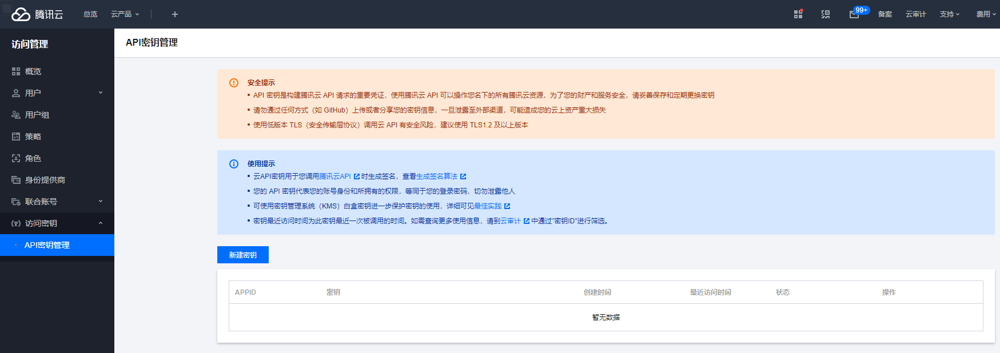 腾讯云
总览
云产品
99+
备案
云审计
支持
费用
访问管理
概览
用户
用户组
策略
角色
身份提供商
联合账号
访问密钥
API密钥管理
API密钥管理
安全提示
• API 密钥是构建腾讯云 API 请求的重要凭证，使用腾讯云 API 可以操作您名下的所有腾讯云资源，为了您的财产和服务安全，请妥善保存和定期更换密钥
• 请勿通过任何方式（如 GitHub）上传或者分享您的密钥信息，一旦泄露至外部渠道，可能造成您的云上资产重大损失
• 使用低版本 TLS（安全传输层协议）调用云 API 有安全风险，建议使用 TLS1.2 及以上版本
使用提示
• 云API密钥用于您调用腾讯云API 时生成签名，查看生成签名算法
• 您的 API 密钥代表您的账号身份和所拥有的权限，等同于您的登录密码，切勿泄露他人
• 可使用密钥管理系统（KMS）白盒密钥进一步保护密钥的使用，详细可见最佳实践
• 密钥最近访问时间为此密钥最近一次被调用的时间。如需查询更多使用信息，请到云审计 中通过"密钥ID"进行筛选。
新建密钥
APPID 密钥 创建时间 最近访问时间 状态 操作
暂无数据